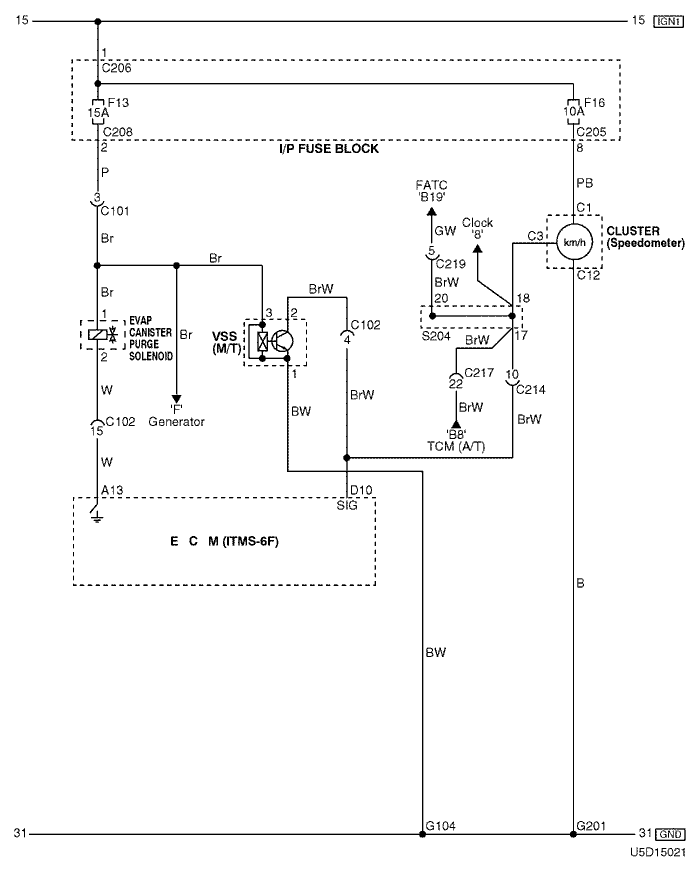 15
15 IGN1
1
C206
F13
15A
F16
10A
C208
C205
2
I/P FUSE BLOCK
8
P
PB
3
C101
FATC
'B19'
Clock
'8'
C1
GW
C3
km/h
CLUSTER
(Speedometer)
Br
Br
5
C219
C12
Br
BrW
BrW
20
18
1
EVAP
CANISTER
PURGE
SOLENOID
Br
3
2
VSS
(M/T)
C102
4
S204
17
2
BrW
1
C217
22
10
C214
W
BW
BrW
BrW
BrW
'F'
Generator
C102
15
'B8'
TCM (A/T)
W
A13
D10
SIG
E C M (ITMS-6F)
B
BW
31
G104
G201
31 GND
U5D15021